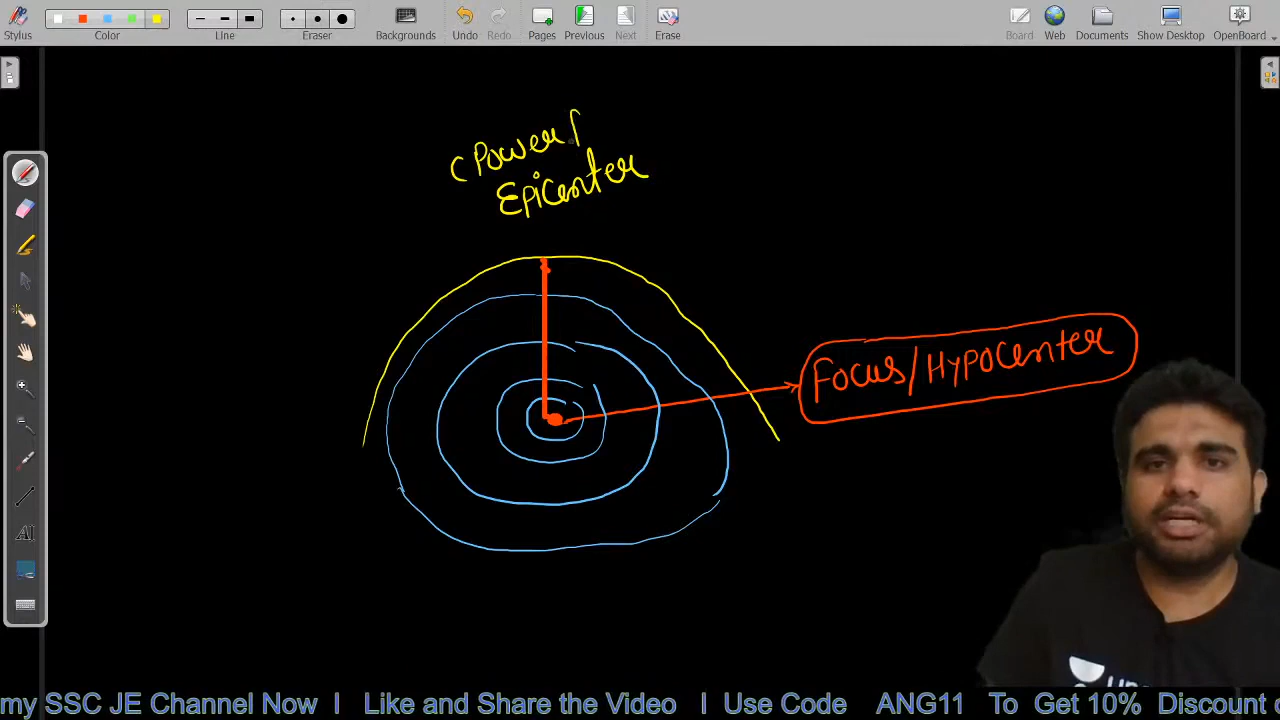 Stylus
Color
Line
Eraser
Backgrounds
Undo
Redo
Pages
Previous
Next
Erase
Board
Web
Documents
Show Desktop
OpenBoard
(Power
Epicenter
Focus/Hypocenter
my SSC JE Channel Now I Like and Share the Video I Use Code ANG11 To Get 10% Discount